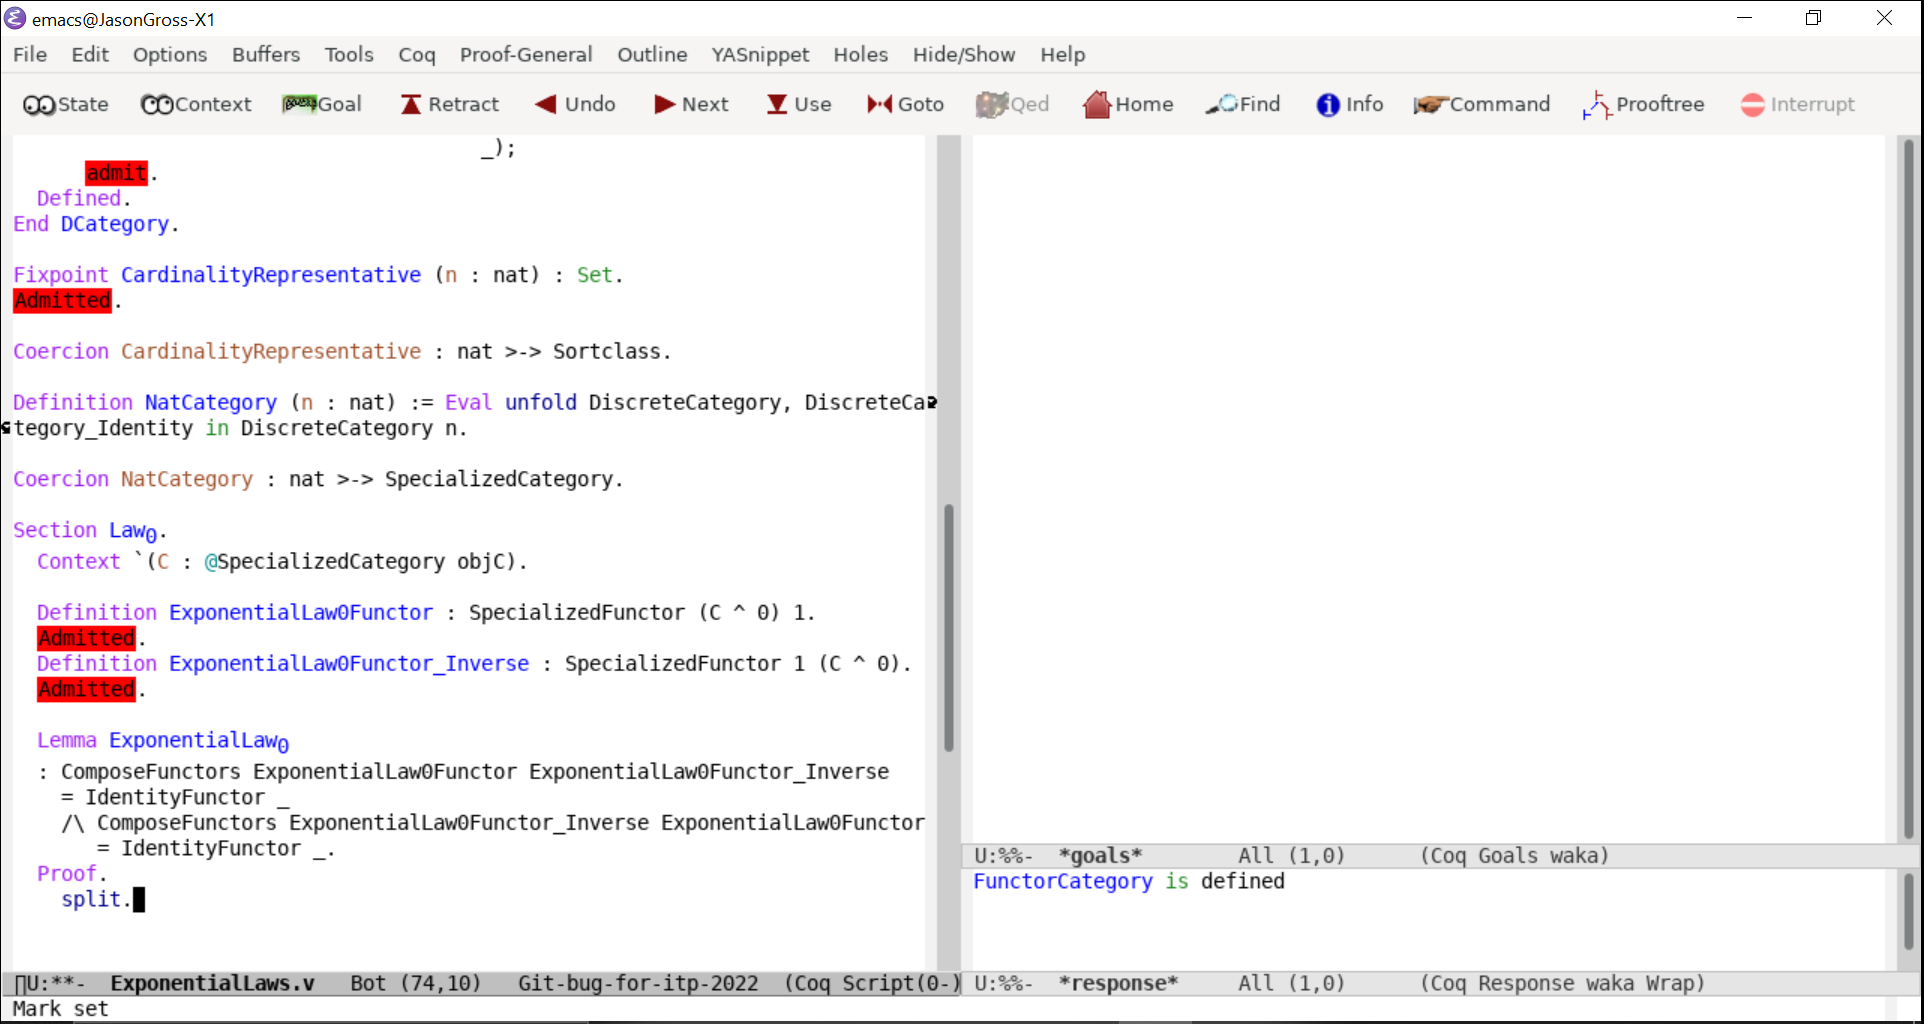 emacs@JasonGross-X1
File Edit Options Buffers Tools Coq Proof-General Outline YASnippet Holes Hide/Show Help
State Context Goal Retract Undo Next Use Goto Qed Home Find Info Command Prooftree Interrupt
_);
admit.
Defined.
End DCategory.
Fixpoint CardinalityRepresentative (n : nat) : Set.
Admitted.
Coercion CardinalityRepresentative : nat >-> Sortclass.
Definition NatCategory (n : nat) := Eval unfold DiscreteCategory, DiscreteCa
tegory_Identity in DiscreteCategory n.
Coercion NatCategory : nat >-> SpecializedCategory.
Section Law₀.
Context `(C : @SpecializedCategory objC).
Definition ExponentialLaw0Functor : SpecializedFunctor (C ^ 0) 1.
Admitted.
Definition ExponentialLaw0Functor_Inverse : SpecializedFunctor 1 (C ^ 0).
Admitted.
Lemma ExponentialLaw₀
: ComposeFunctors ExponentialLaw0Functor ExponentialLaw0Functor_Inverse
= IdentityFunctor _
/\ ComposeFunctors ExponentialLaw0Functor_Inverse ExponentialLaw0Functor
= IdentityFunctor _.
Proof.
split.
U:**- ExponentialLaws.v Bot (74,10) Git-bug-for-itp-2022 (Coq Script(0-)
U:%%- *goals* All (1,0) (Coq Goals waka)
FunctorCategory is defined
U:%%- *response* All (1,0) (Coq Response waka Wrap)
Mark set